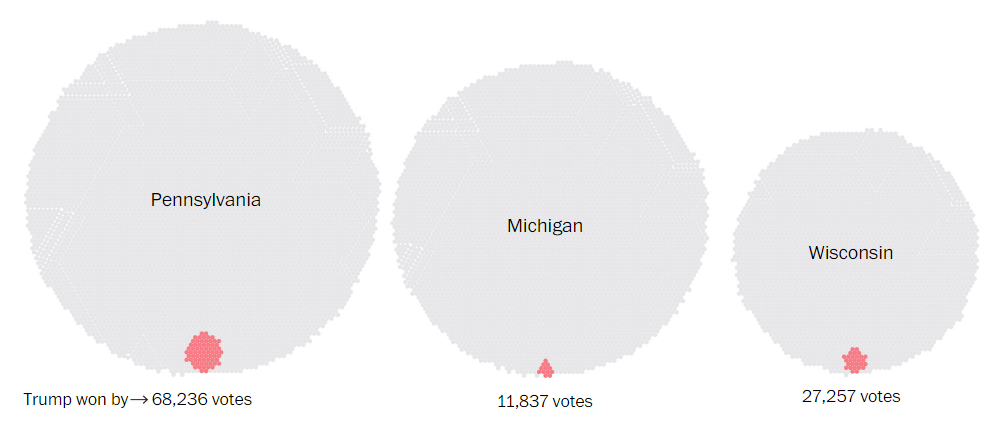 Pennsylvania
Michigan
Wisconsin
Trump won by→ 68,236 votes
11,837 votes
27,257 votes